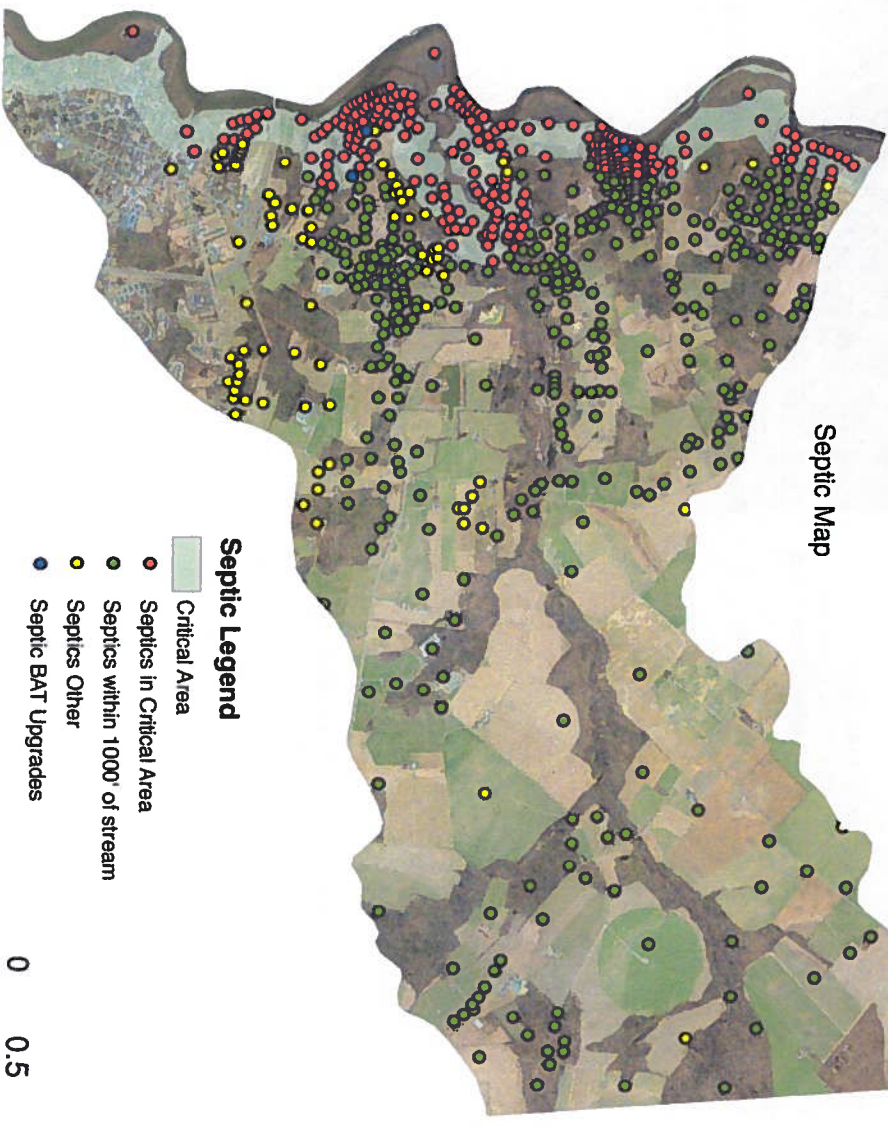 Septic Map
Septic Legend
Critical Area
Septics in Critical Area
Septics within 1000' of stream
Septics Other
Septic BAT Upgrades
0 0.5